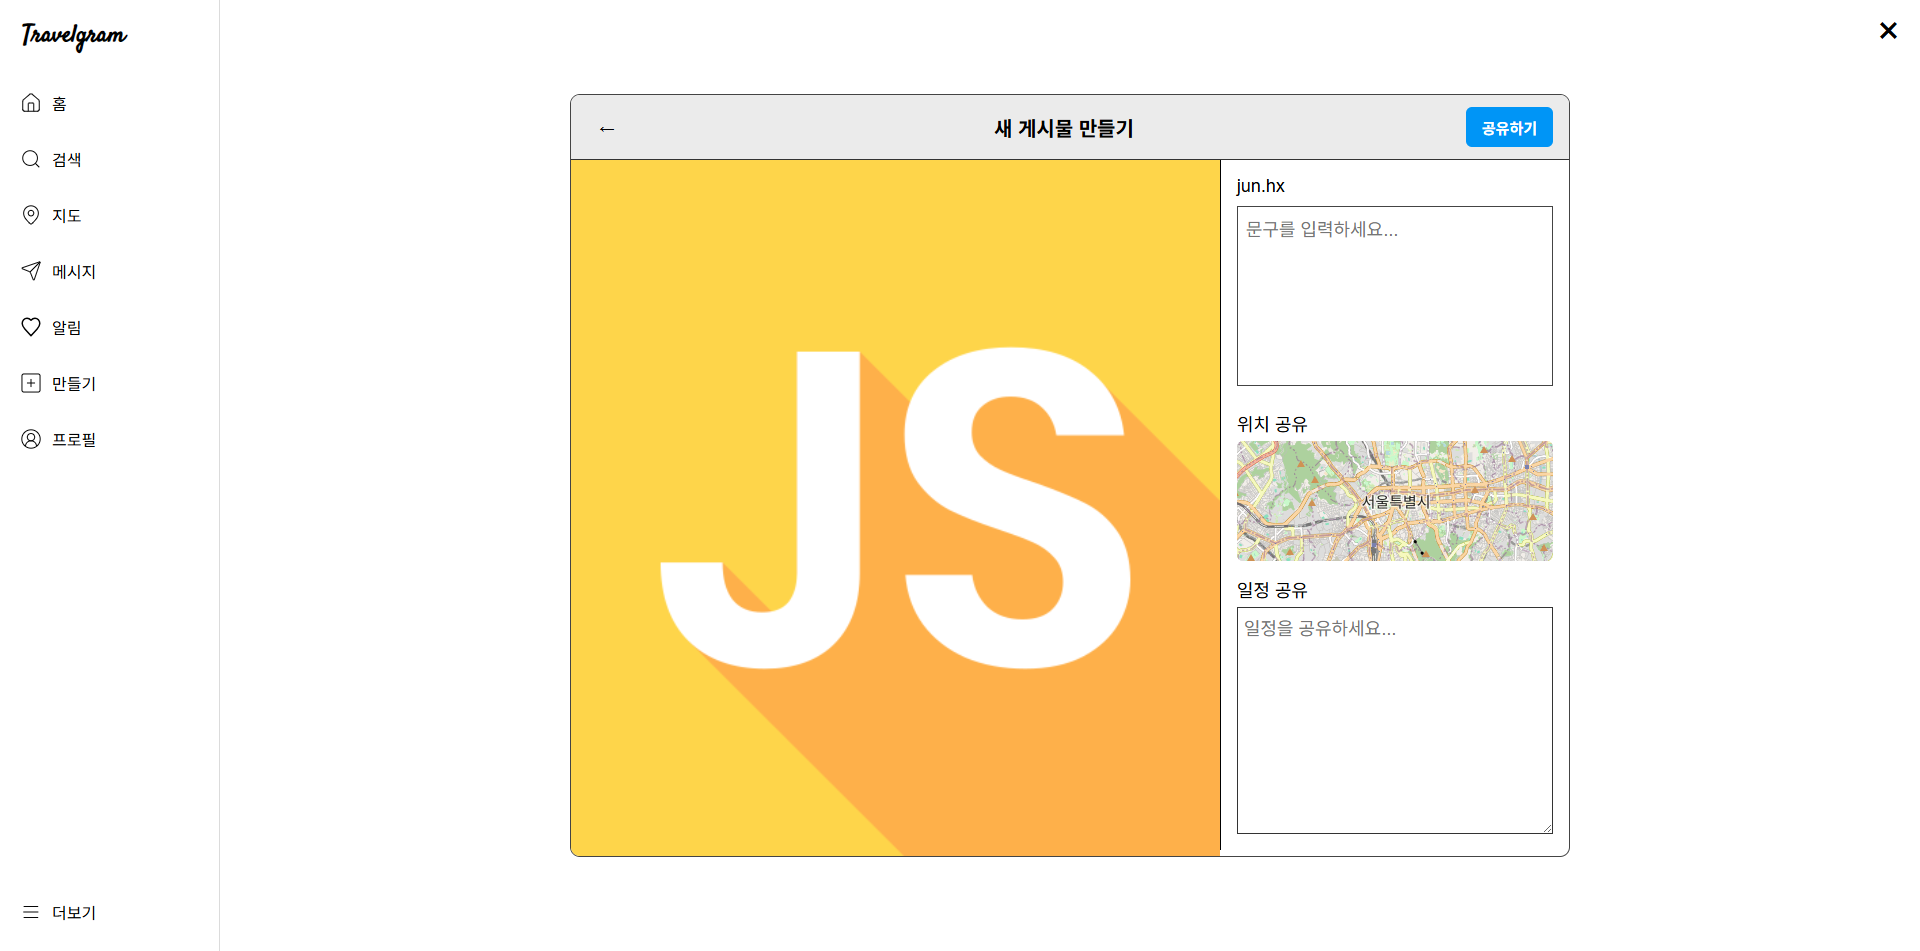 Travelgram
홈
검색
지도
메시지
알림
만들기
프로필
더보기
×
← 새 게시물 만들기 공유하기
JS
jun.hx
문구를 입력하세요...
위치 공유
서울특별시
일정 공유
일정을 공유하세요...